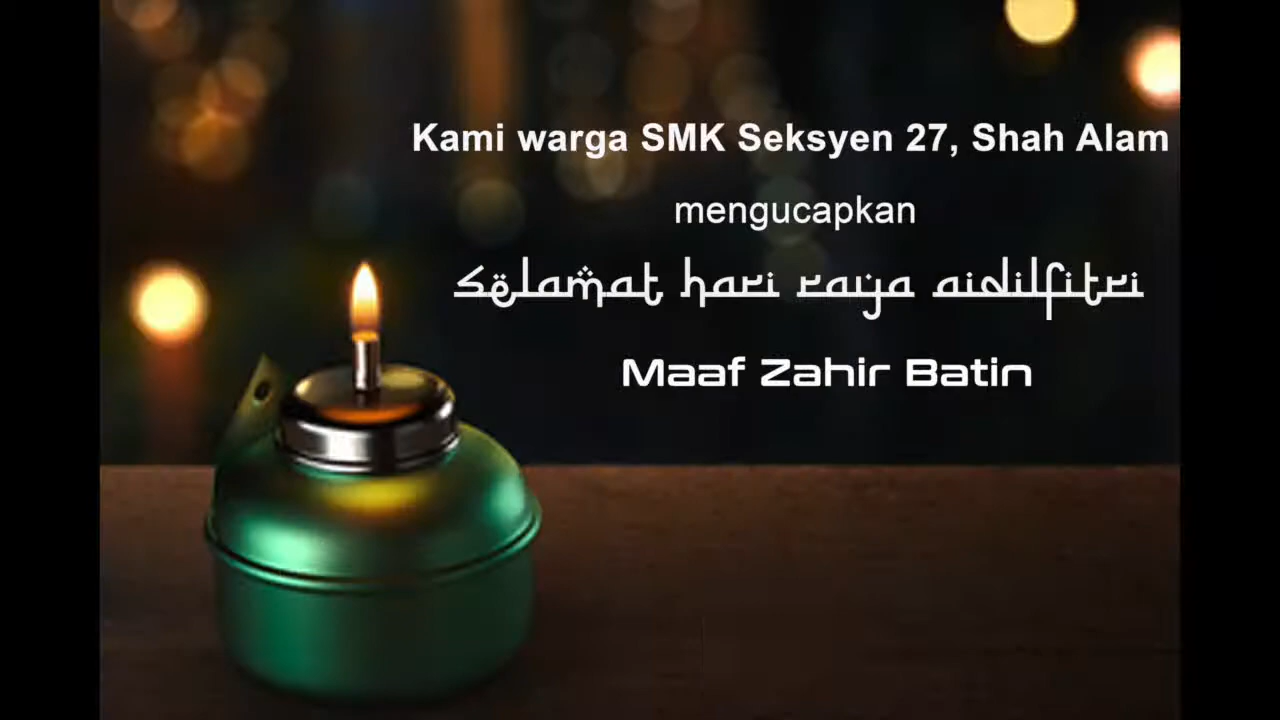 Kami warga SMK Seksyen 27, Shah Alam
mengucapkan
selamat hari raya aidilfitri
Maaf Zahir Batin